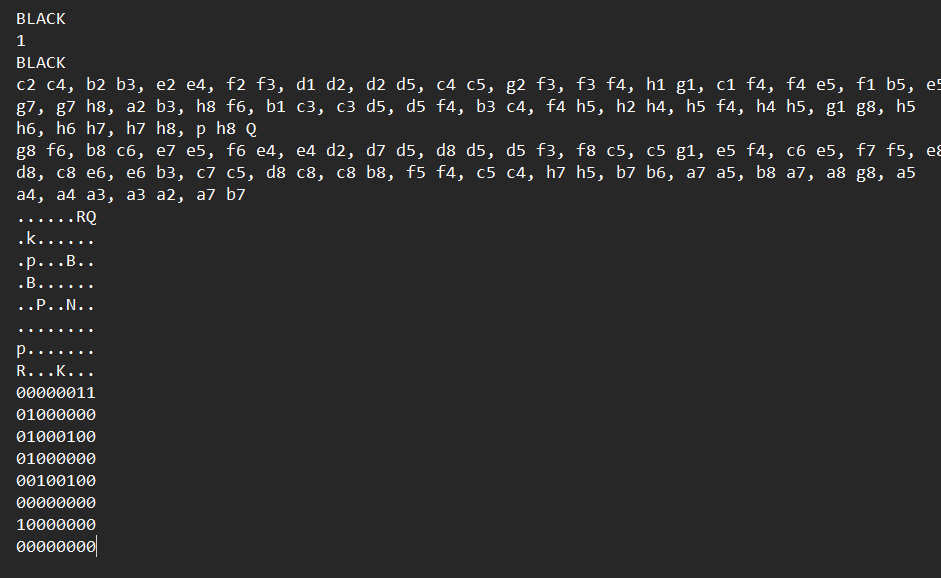 BLACK
1
BLACK
c2 c4, b2 b3, e2 e4, f2 f3, d1 d2, d2 d5, c4 c5, g2 f3, f3 f4, h1 g1, c1 f4, f4 e5, f1 b5, e5
g7, g7 h8, a2 b3, h8 f6, b1 c3, c3 d5, d5 f4, b3 c4, f4 h5, h2 h4, h5 f4, h4 h5, g1 g8, h5
h6, h6 h7, h7 h8, p h8 Q
g8 f6, b8 c6, e7 e5, f6 e4, e4 d2, d7 d5, d8 d5, d5 f3, f8 c5, c5 g1, e5 f4, c6 e5, f7 f5, e8
d8, c8 e6, e6 b3, c7 c5, d8 c8, c8 b8, f5 f4, c5 c4, h7 h5, b7 b6, a7 a5, b8 a7, a8 g8, a5
a4, a4 a3, a3 a2, a7 b7
......RQ
.k......
.p...B..
.B......
..P..N..
........
p.......
R...K...
00000011
01000000
01000100
01000000
00100100
00000000
10000000
00000000